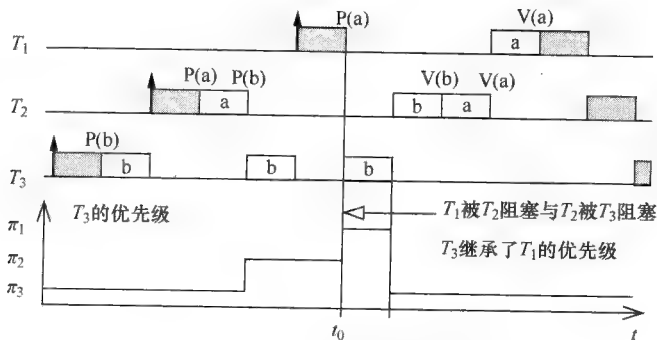 P(a) V(a)
T₁ a
P(a) P(b) V(b) V(a)
T₂ a b a
P(b)
T₃ b b b
π₁ T₃的优先级 T₁被T₂阻塞与T₂被T₃阻塞
π₂ T₃继承了T₁的优先级
π₃
t₀ t